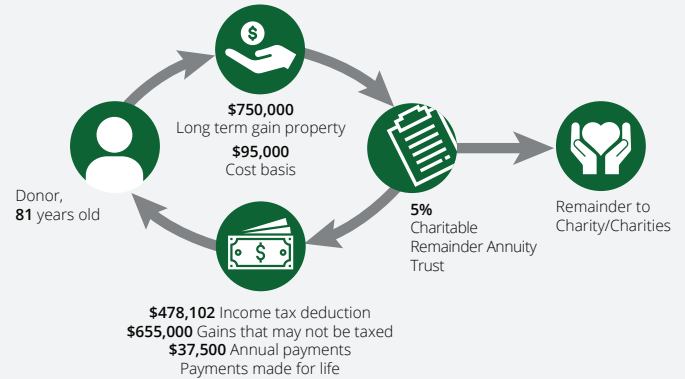 $
$750,000
Long term gain property
$95,000
Cost basis
Donor,
81 years old
5%
Charitable
Remainder Annuity
Trust
Remainder to
Charity/Charities
$
$478,102 Income tax deduction
$655,000 Gains that may not be taxed
$37,500 Annual payments
Payments made for life